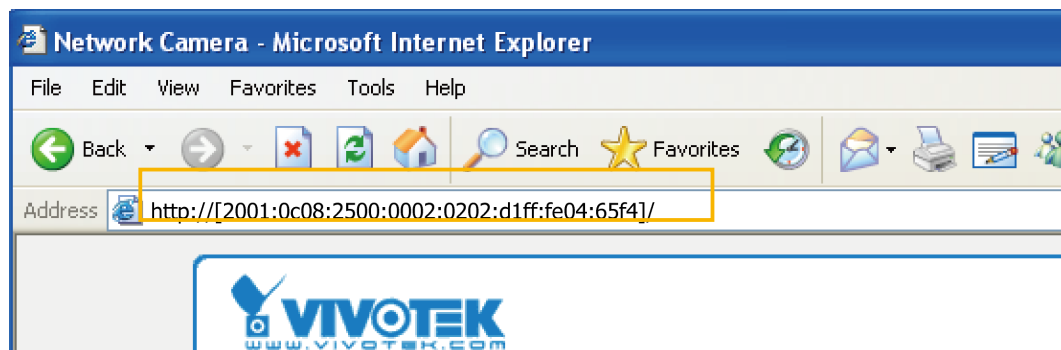 Network Camera - Microsoft Internet Explorer
File Edit View Favorites Tools Help
Back Search Favorites
Address http://[2001:0c08:2500:0002:0202:d1ff:fe04:65f4]/
VIVOTEK
www.vivotek.com